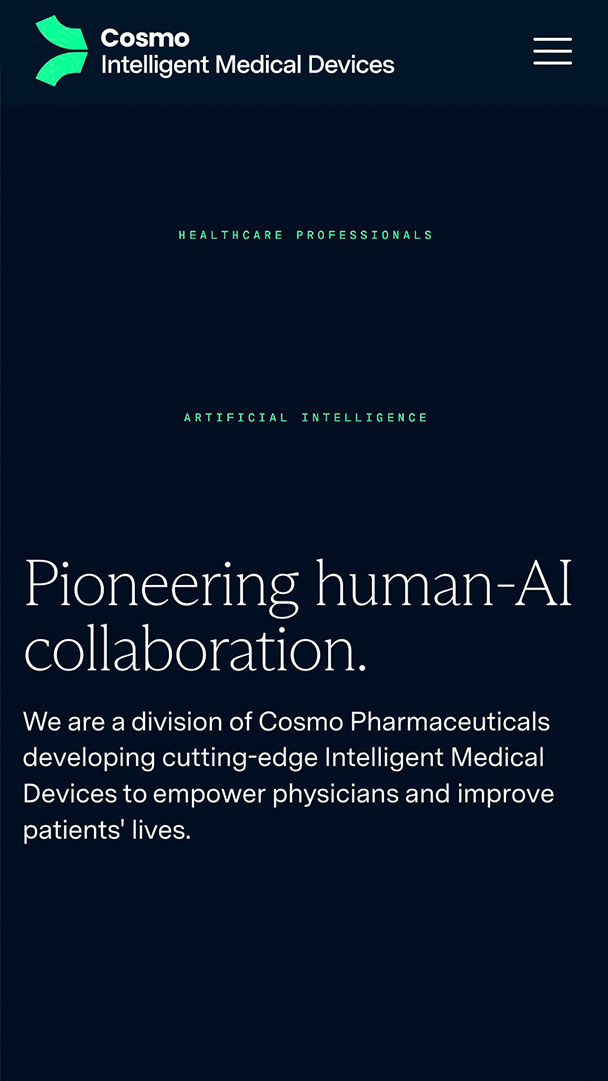 Cosmo
Intelligent Medical Devices
HEALTHCARE PROFESSIONALS
ARTIFICIAL INTELLIGENCE
Pioneering human-AI
collaboration.
We are a division of Cosmo Pharmaceuticals
developing cutting-edge Intelligent Medical
Devices to empower physicians and improve
patients' lives.